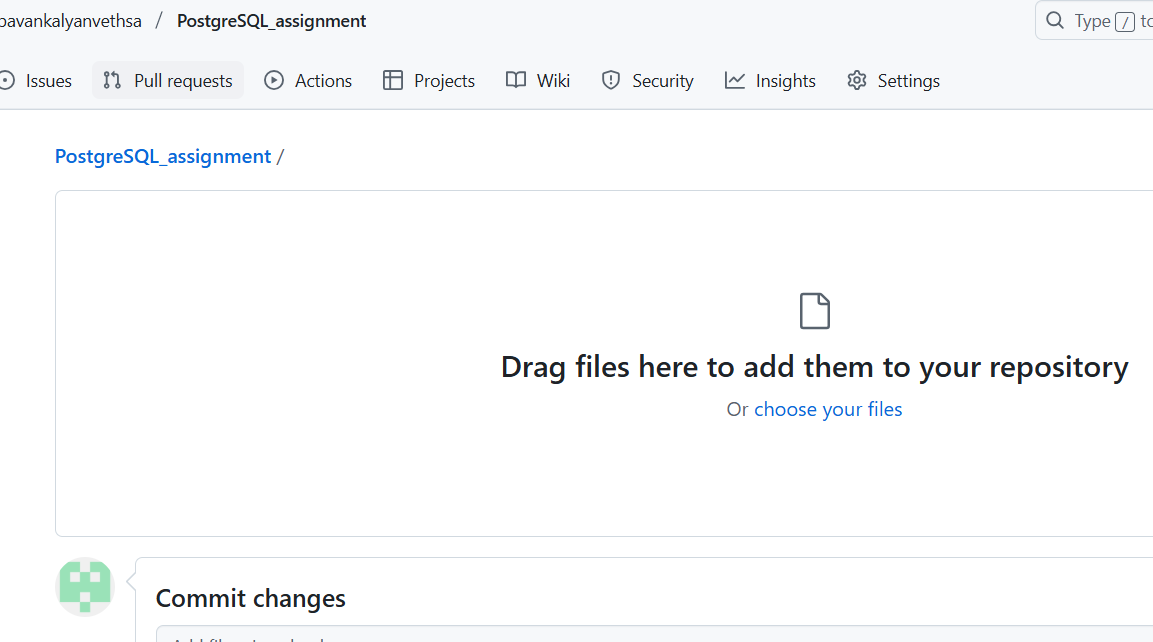 pavankalyanvethsa / PostgreSQL_assignment
Type / to
Issues Pull requests Actions Projects Wiki Security Insights Settings
PostgreSQL_assignment /
Drag files here to add them to your repository
Or choose your files
Commit changes